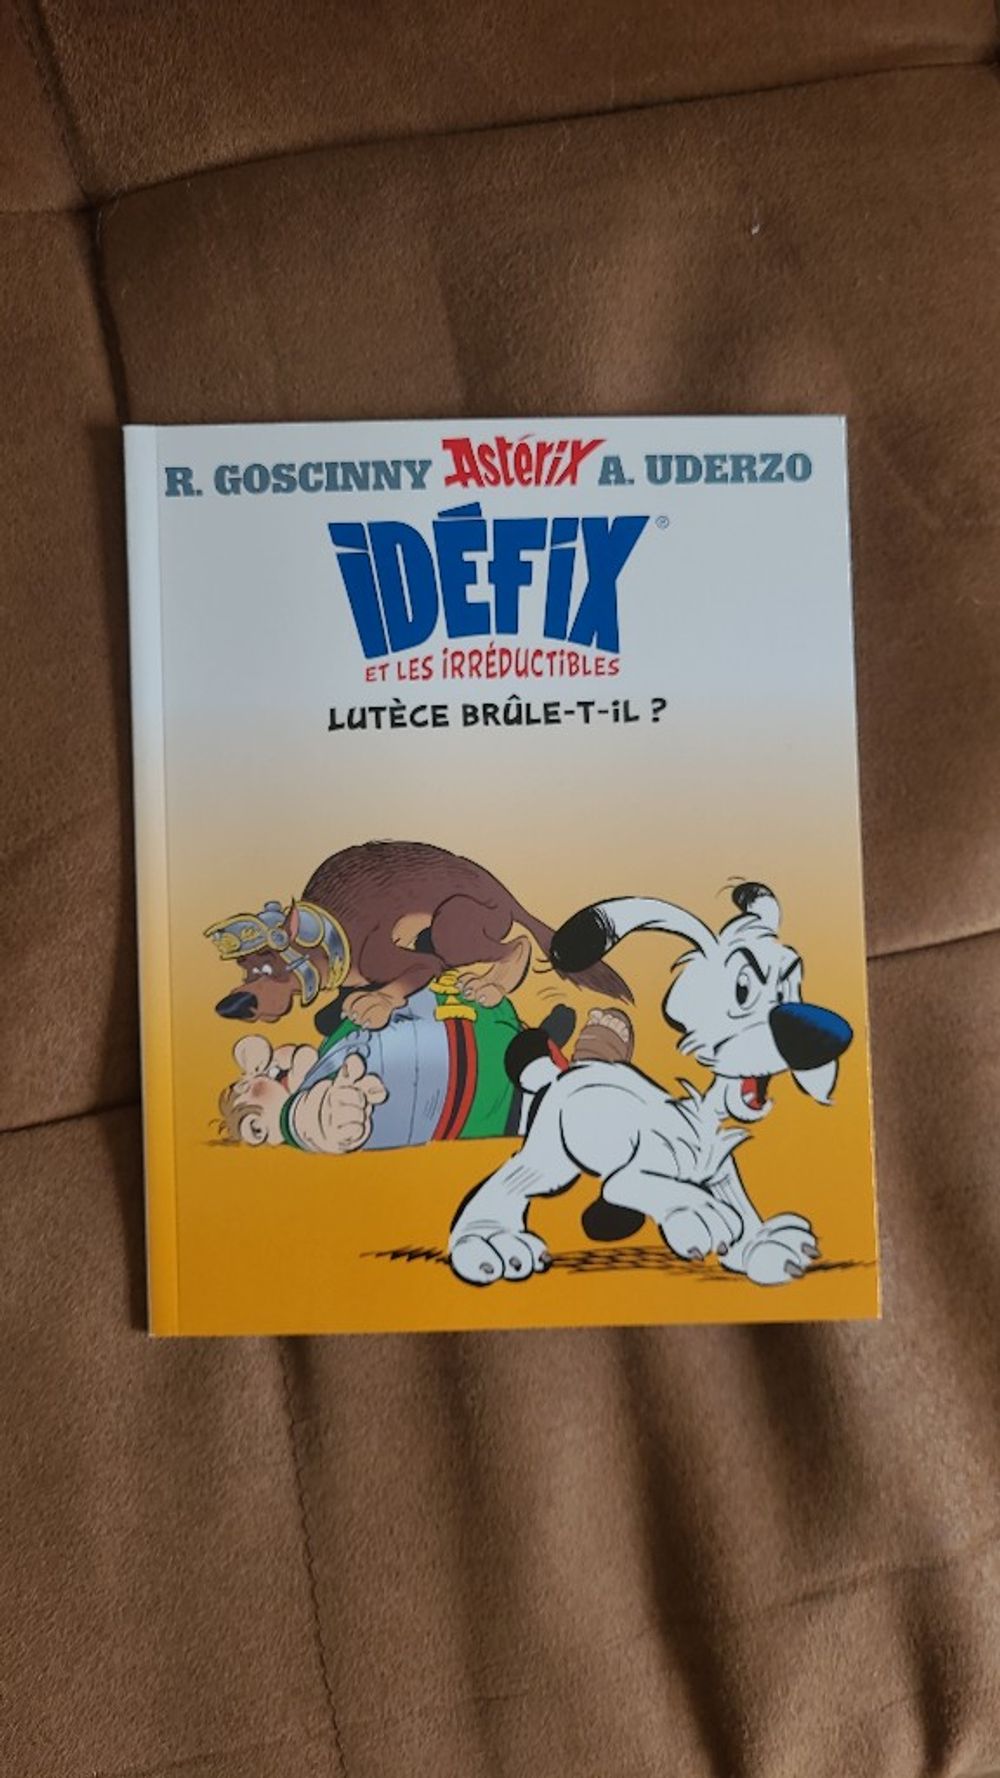 R. GOSCINNY Astérix A. UDERZO
iDÉFiX®
ET LES iRRÉDUCTiBLES
LUTÈCE BRÛLE-T-iL ?